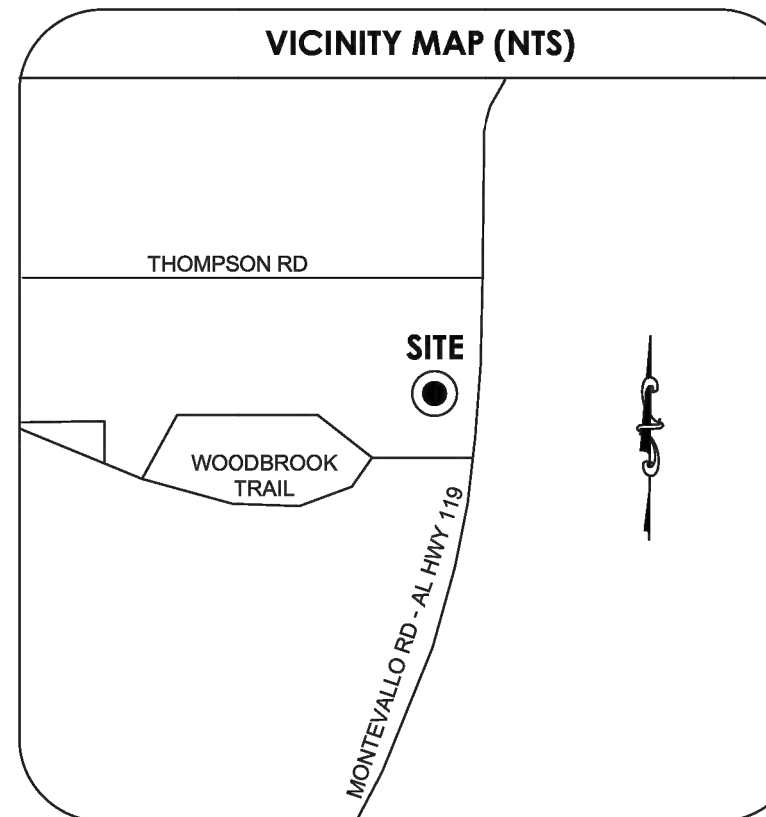 VICINITY MAP (NTS)
THOMPSON RD
SITE
WOODBROOK
TRAIL
MONTEVALLO RD - AL HWY 119